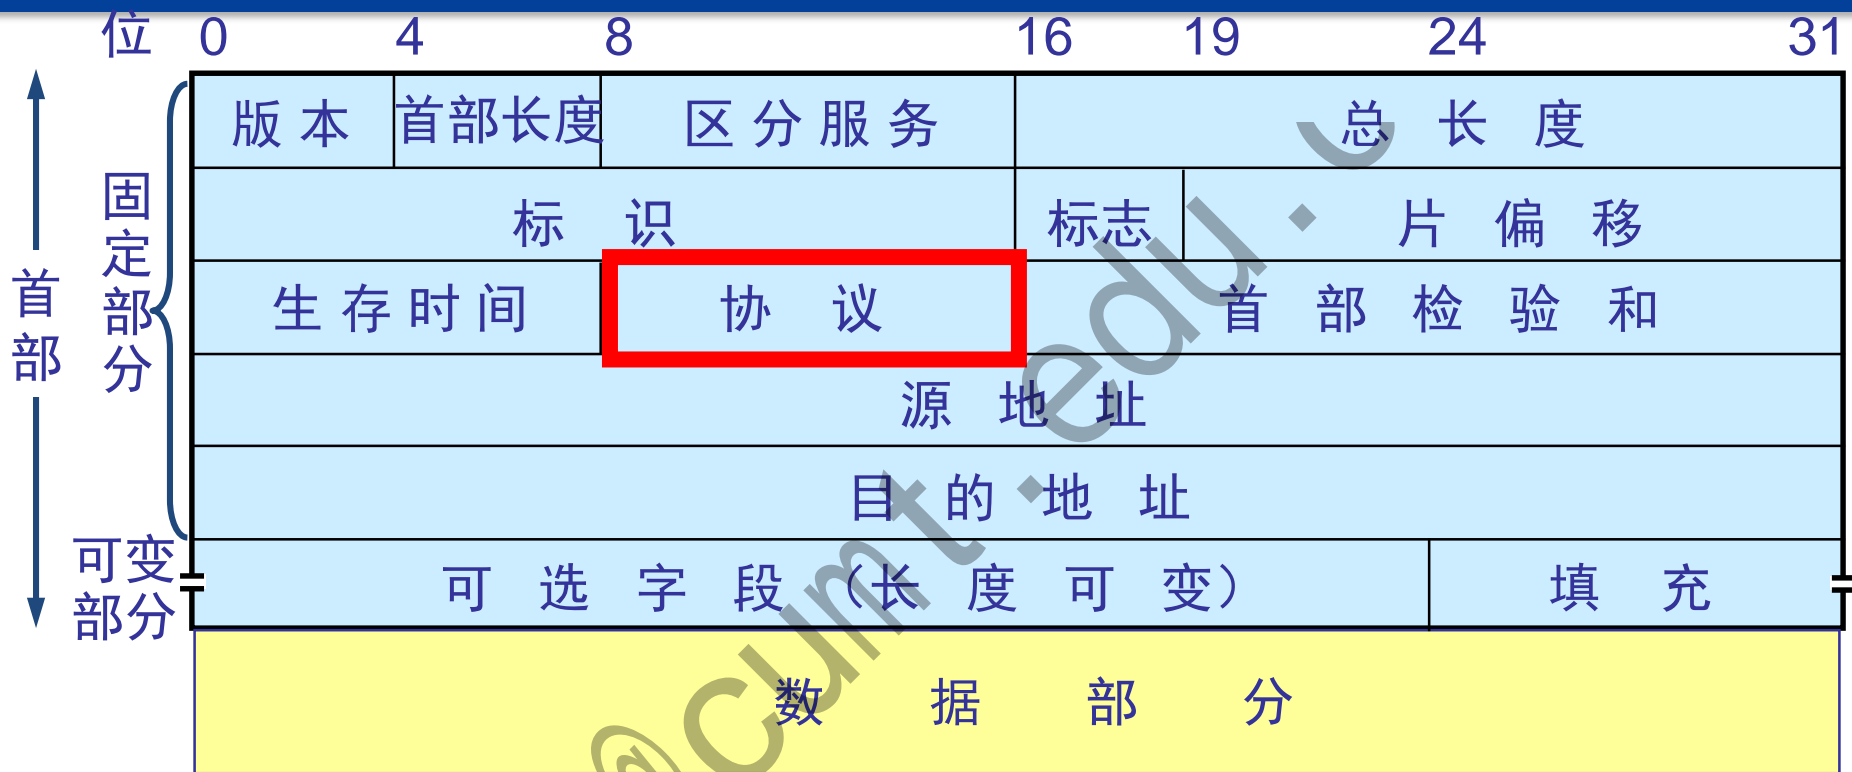 位 0 4 8 16 19 24 31
版本 首部长度 区分服务 总长度
标识 标志 片偏移
生存时间 协议 首部检验和
源地址
目的地址
可选字段（长度可变） 填充
数据部分
首部
固定部分
可变
部分
@cumt.edu.c